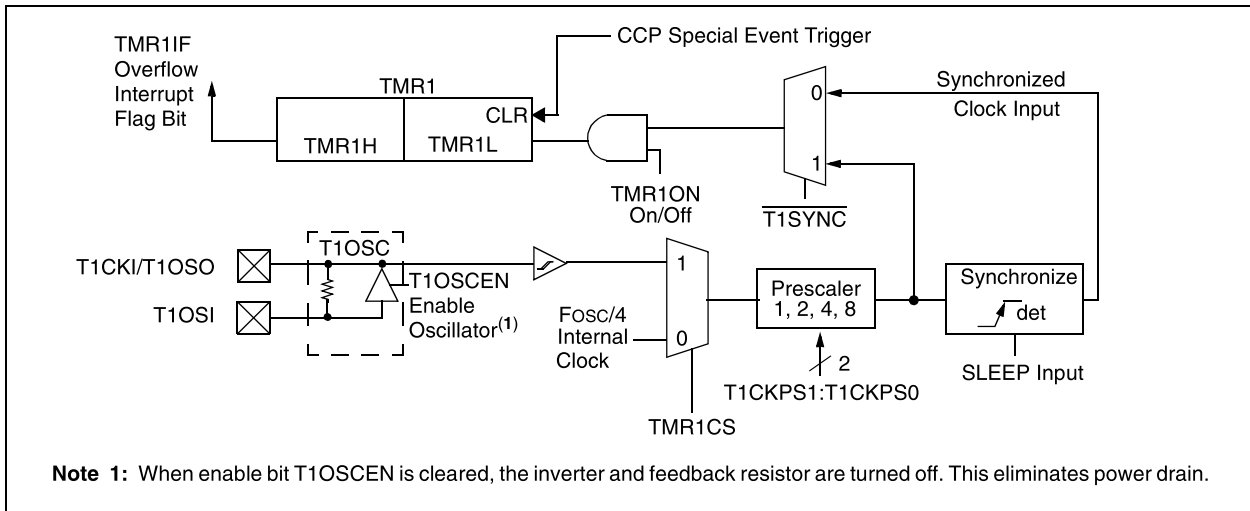 TMR1IF
Overflow
Interrupt
Flag Bit
TMR1
CCP Special Event Trigger
CLR
TMR1H
TMR1L
TMR1ON
On/Off
0
1
T1SYNC
Synchronized
Clock Input
T1CKI/T1OSO
T1OSI
T1OSC
T1OSCEN
Enable
Oscillator(1)
FOSC/4
Internal
Clock
1
0
TMR1CS
Prescaler
1, 2, 4, 8
2
T1CKPS1:T1CKPS0
Synchronize
det
SLEEP Input
Note 1: When enable bit T1OSCEN is cleared, the inverter and feedback resistor are turned off. This eliminates power drain.